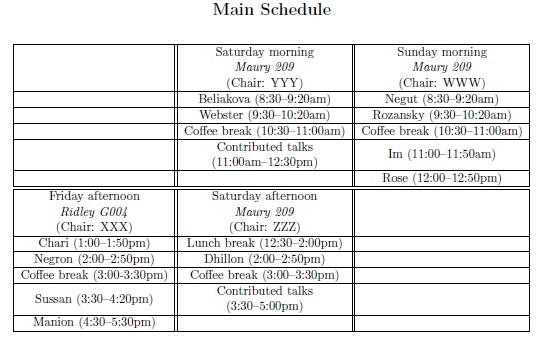 Main Schedule
Saturday morning
Maury 209
(Chair: YYY)
Sunday morning
Maury 209
(Chair: WWW)
Beliakova (8:30–9:20am)
Negut (8:30–9:20am)
Webster (9:30–10:20am)
Rozansky (9:30–10:20am)
Coffee break (10:30–11:00am)
Coffee break (10:30–11:00am)
Contributed talks
(11:00am–12:30pm)
Im (11:00–11:50am)
Rose (12:00–12:50pm)
Friday afternoon
Ridley G004
(Chair: XXX)
Saturday afternoon
Maury 209
(Chair: ZZZ)
Chari (1:00–1:50pm)
Lunch break (12:30–2:00pm)
Negron (2:00–2:50pm)
Dhillon (2:00–2:50pm)
Coffee break (3:00-3:30pm)
Coffee break (3:00–3:30pm)
Sussan (3:30–4:20pm)
Contributed talks
(3:30–5:00pm)
Manion (4:30–5:30pm)